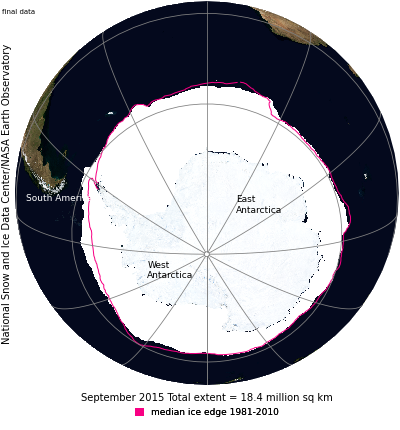 final data
National Snow and Ice Data Center/NASA Earth Observatory
South Ameri
East
Antarctica
West
Antarctica
September 2015 Total extent = 18.4 million sq km
median ice edge 1981-2010